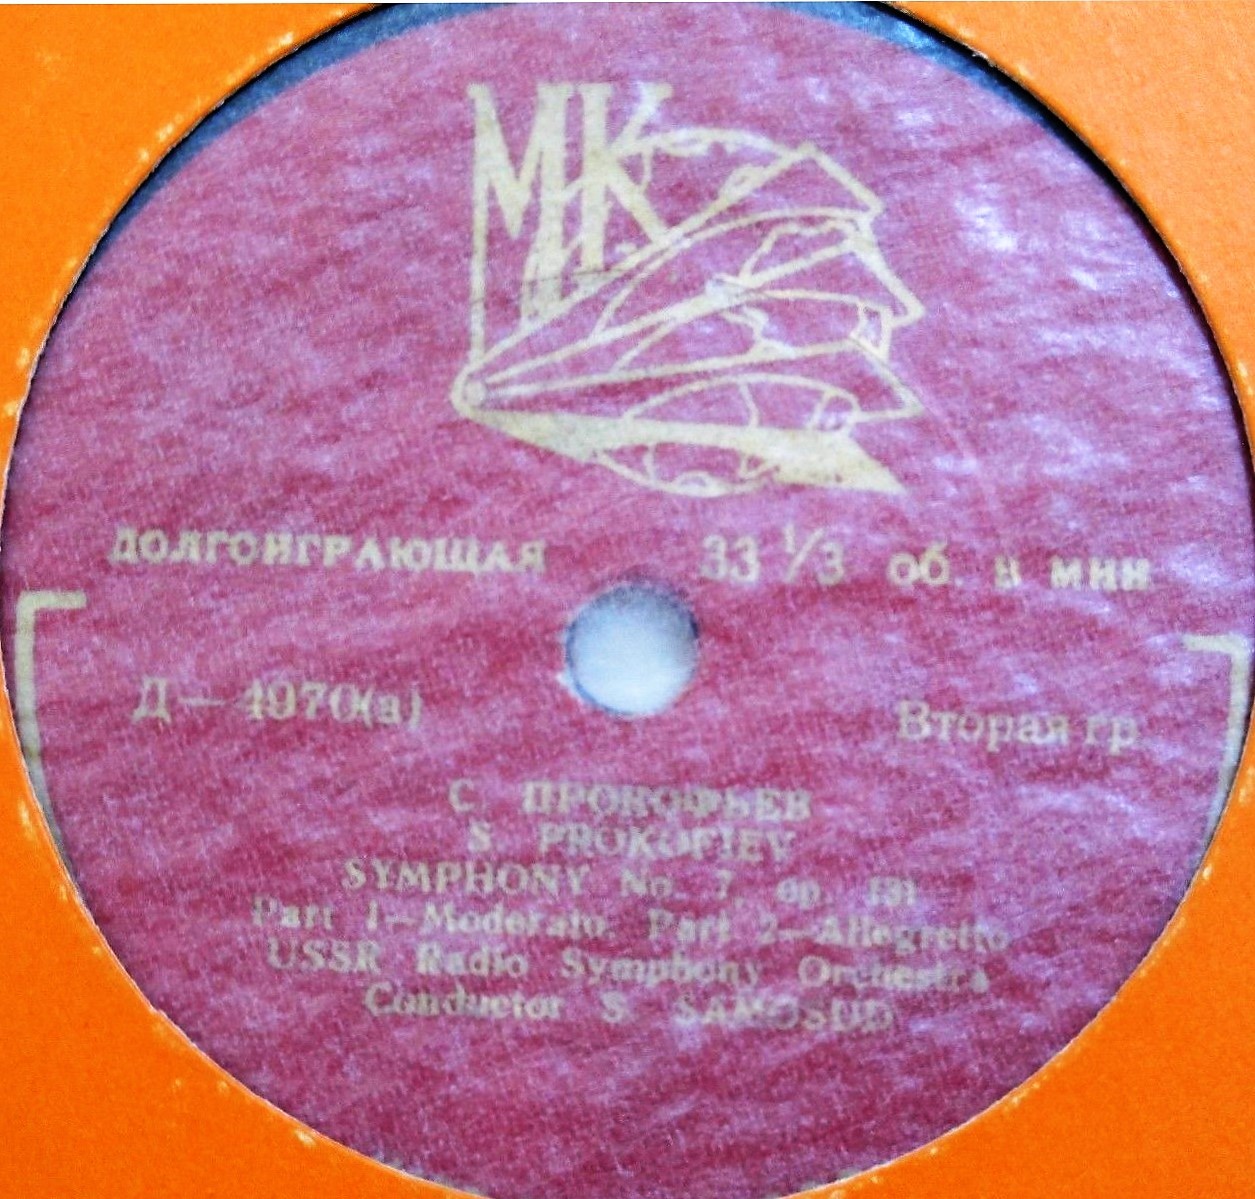 МК
ДОЛГОИГРАЮЩАЯ 33 1/3 об. в мин
Д — 1970(а) Вторая гр
С. ПРОКОФЬЕВ
S. PROKOFIEV
SYMPHONY No. 7, op. 131
Part 1—Moderato. Part 2—Allegretto
USSR Radio Symphony Orchestra
Conductor S. SAMOSUD